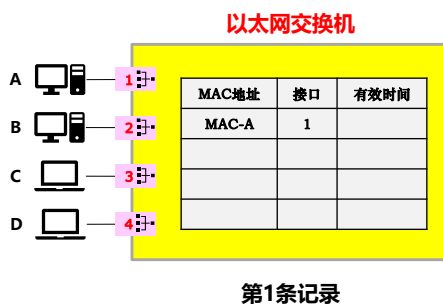 以太网交换机
A 1
MAC地址 接口 有效时间
B 2
MAC-A 1
C 3
D 4
第1条记录